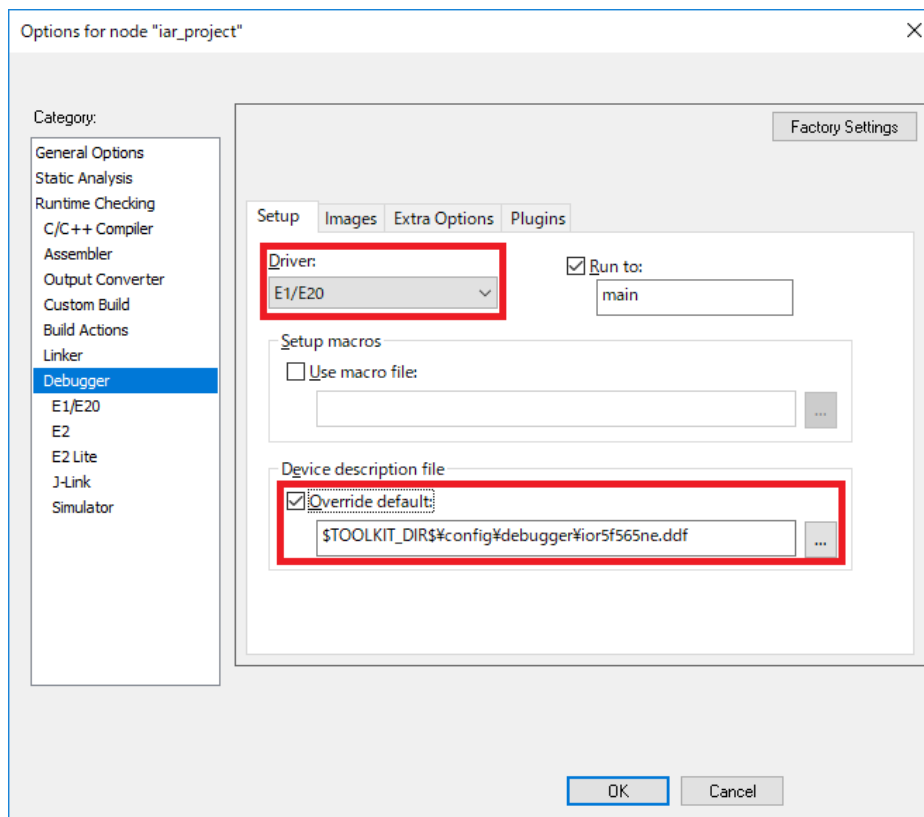 Options for node "iar_project"
Category:
Factory Settings
General Options
Static Analysis
Runtime Checking
C/C++ Compiler
Assembler
Output Converter
Custom Build
Build Actions
Linker
Debugger
E1/E20
E2
E2 Lite
J-Link
Simulator
Setup Images Extra Options Plugins
Driver:
E1/E20
Run to:
main
Setup macros
Use macro file:
...
Device description file
Override default:
$TOOLKIT_DIR$¥config¥debugger¥ior5f565ne.ddf
...
OK Cancel